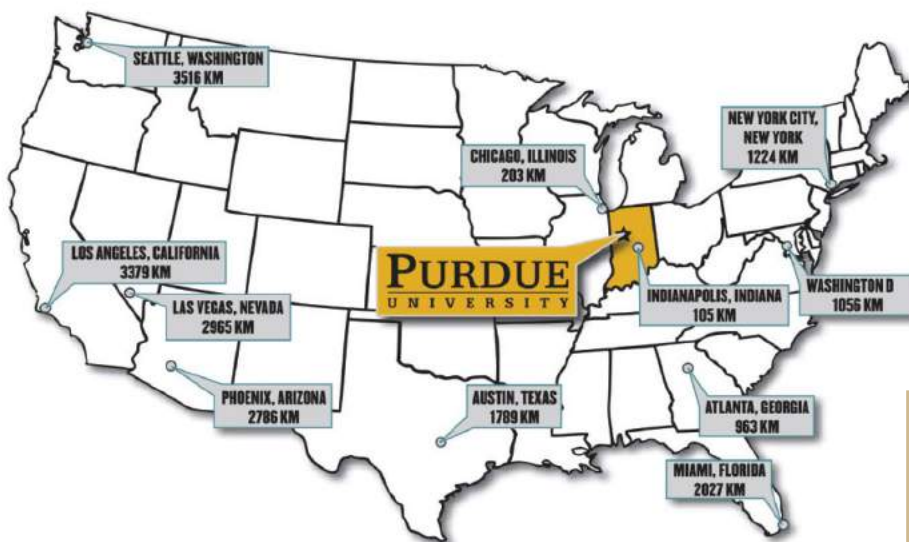 SEATTLE, WASHINGTON
3516 KM
NEW YORK CITY,
NEW YORK
1224 KM
CHICAGO, ILLINOIS
203 KM
PURDUE
UNIVERSITY
LOS ANGELES, CALIFORNIA
3379 KM
LAS VEGAS, NEVADA
2965 KM
INDIANAPOLIS, INDIANA
105 KM
WASHINGTON D
1056 KM
PHOENIX, ARIZONA
2786 KM
AUSTIN, TEXAS
1789 KM
ATLANTA, GEORGIA
963 KM
MIAMI, FLORIDA
2027 KM